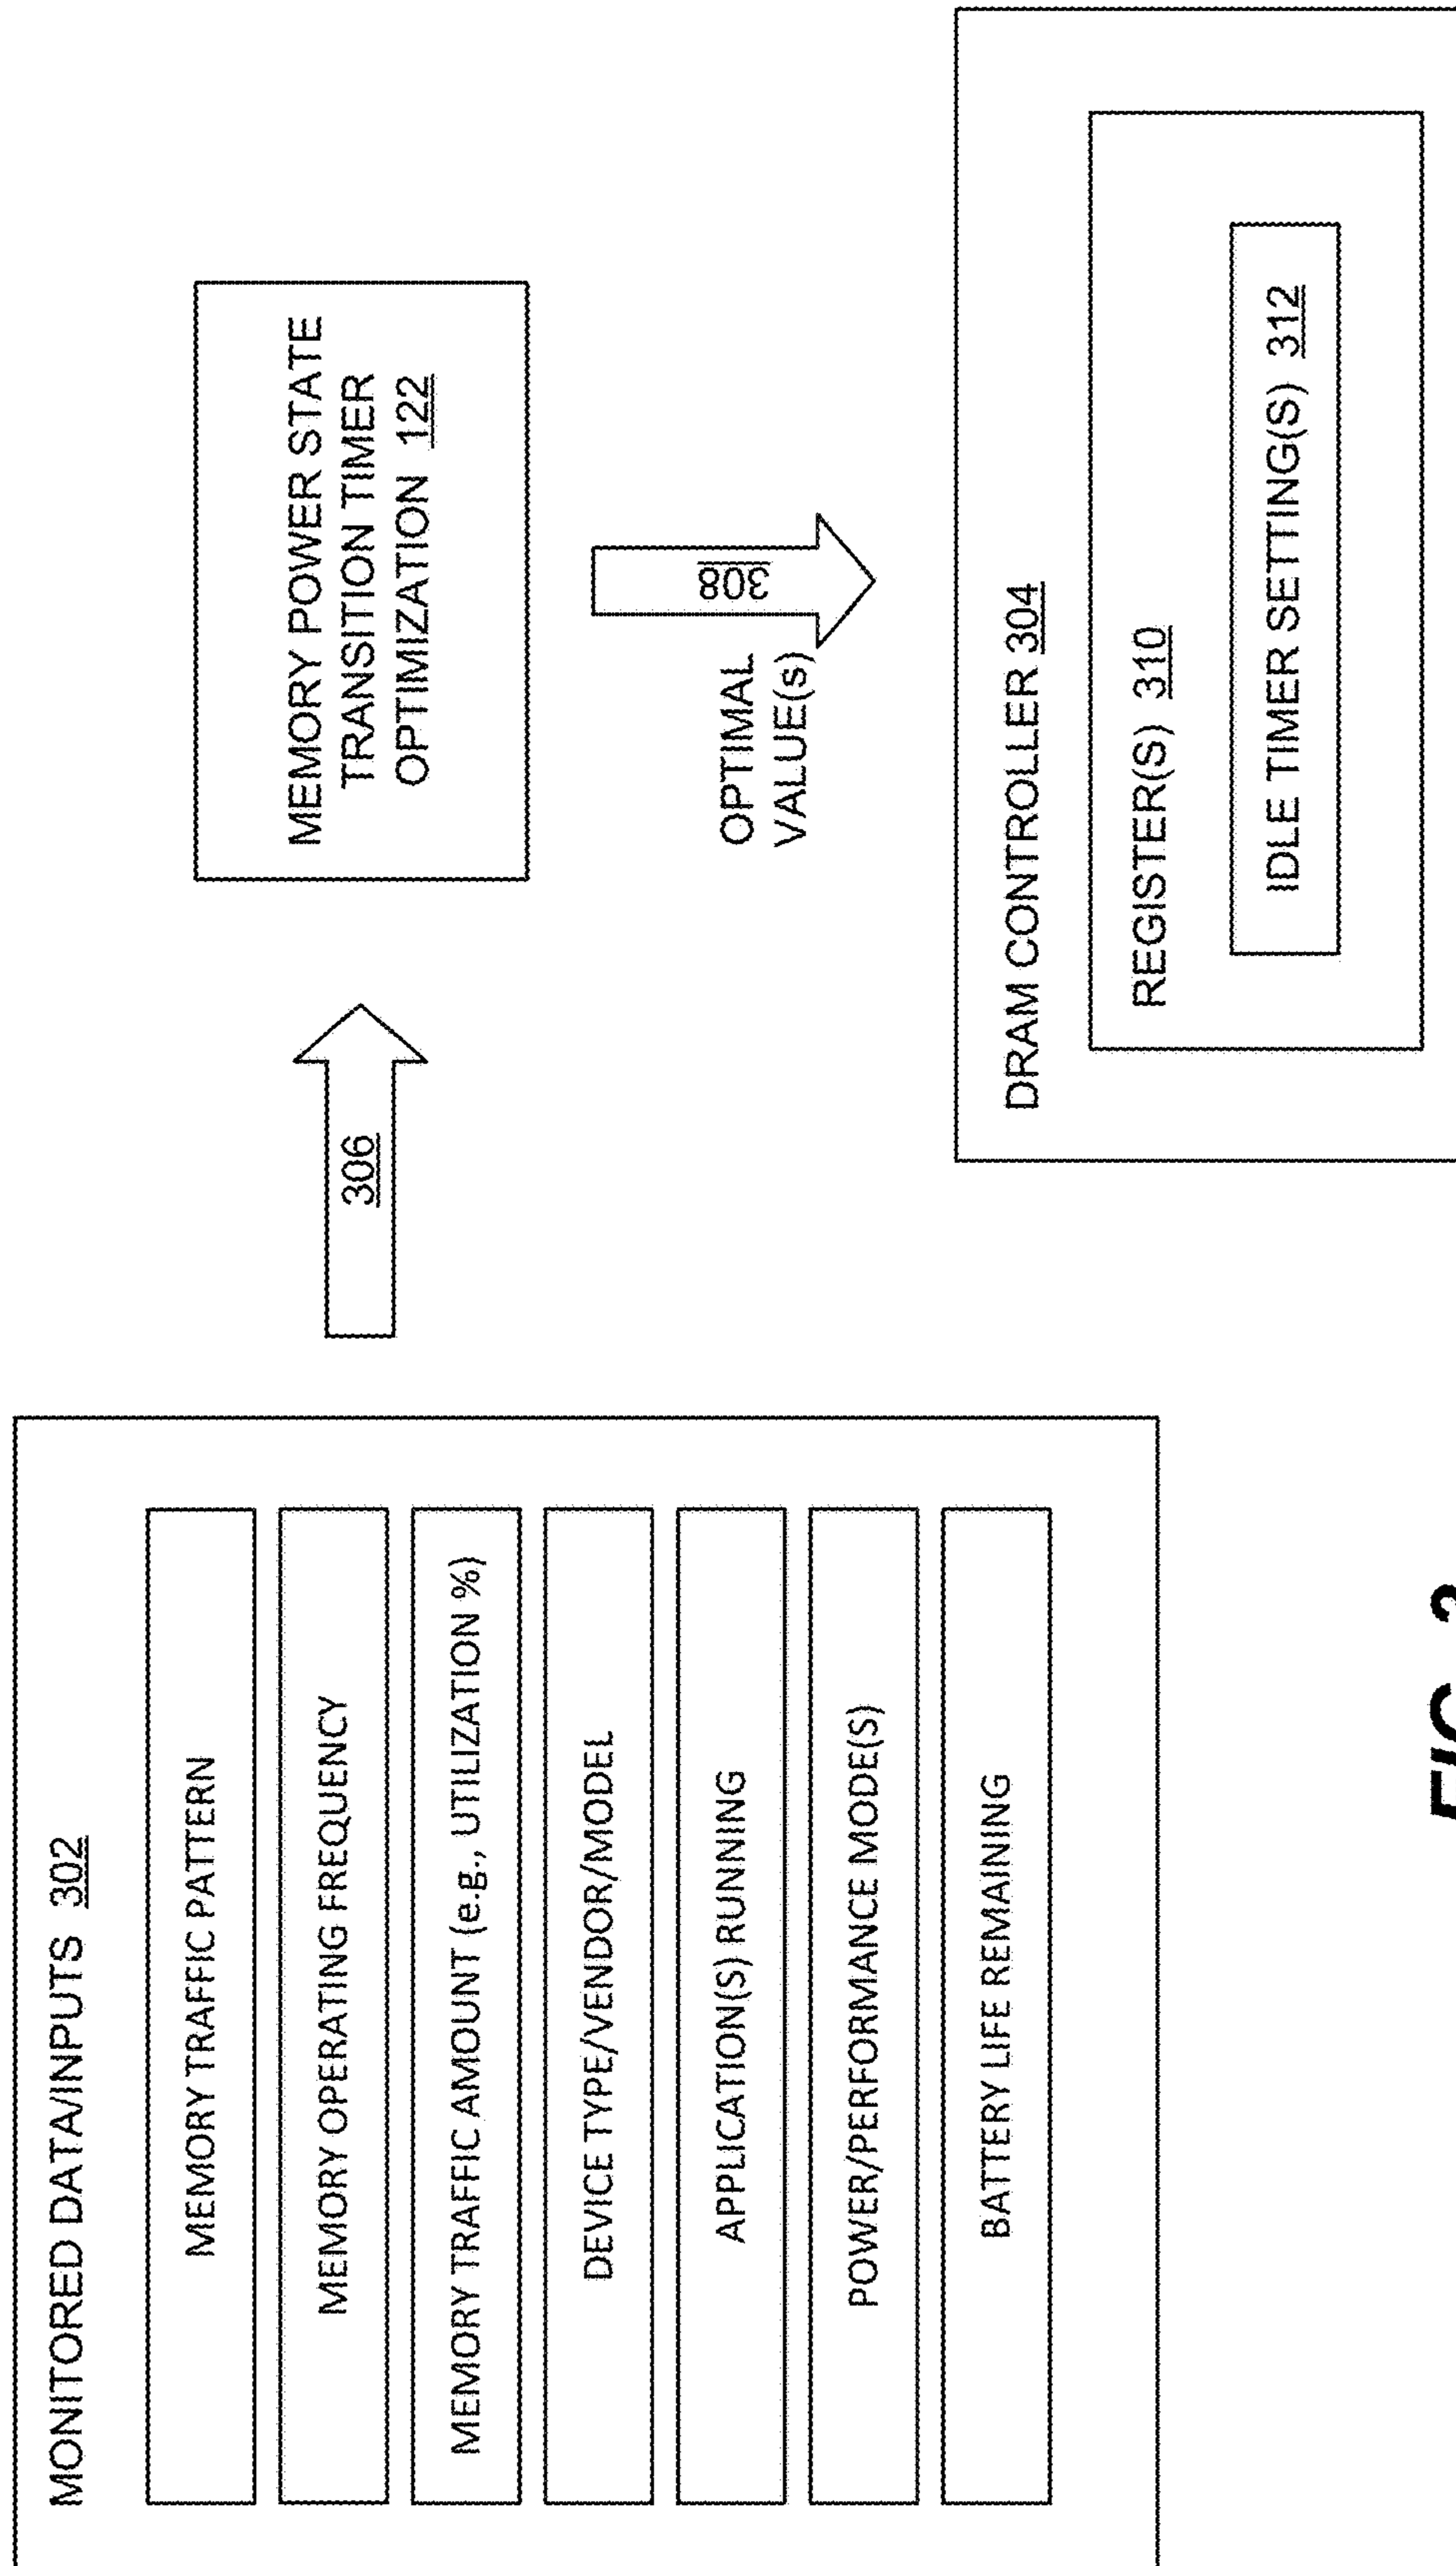 MONITORED DATA/INPUTS 302
MEMORY TRAFFIC PATTERN
MEMORY OPERATING FREQUENCY
MEMORY TRAFFIC AMOUNT (e.g., UTILIZATION %)
DEVICE TYPE/VENDOR/MODEL
APPLICATION(S) RUNNING
POWER/PERFORMANCE MODE(S)
BATTERY LIFE REMAINING
306
MEMORY POWER STATE
TRANSITION TIMER
OPTIMIZATION 122
OPTIMAL
VALUE(s)
308
DRAM CONTROLLER 304
REGISTER(S) 310
IDLE TIMER SETTING(S) 312
FIG.